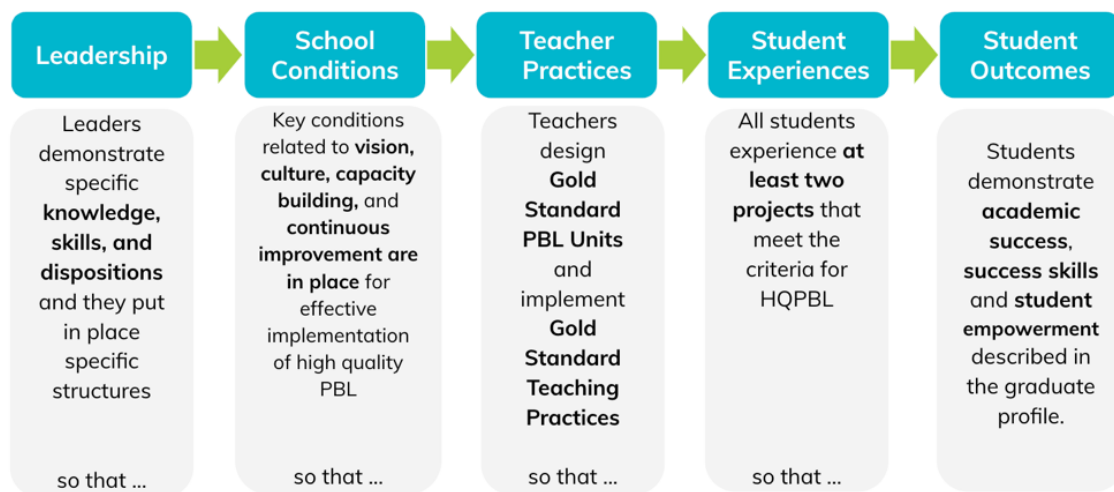 Leadership
School
Conditions
Teacher
Practices
Student
Experiences
Student
Outcomes
Leaders
demonstrate
specific
knowledge,
skills, and
dispositions
and they put
in place
specific
structures
so that ...
Key conditions
related to vision,
culture, capacity
building, and
continuous
improvement are
in place for
effective
implementation
of high quality
PBL
so that ...
Teachers
design
Gold
Standard
PBL Units
and
implement
Gold
Standard
Teaching
Practices
so that ...
All students
experience at
least two
projects that
meet the
criteria for
HQPBL
so that ...
Students
demonstrate
academic
success,
success skills
and student
empowerment
described in
the graduate
profile.